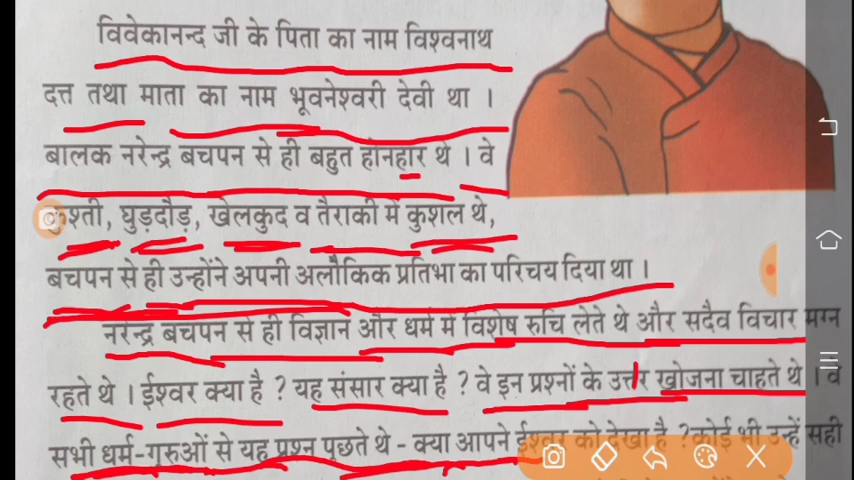 विवेकानन्द जी के पिता का नाम विश्वनाथ
दत्त तथा माता का नाम भूवनेश्वरी देवी था ।
बालक नरेन्द्र बचपन से ही बहुत होनहार थे । वे
कुश्ती, घुड़दौड़, खेलकुद व तैराकी में कुशल थे,
बचपन से ही उन्होंने अपनी अलौकिक प्रतिभा का परिचय दिया था ।
नरेन्द्र बचपन से ही विज्ञान और धर्म में विशेष रुचि लेते थे और सदैव विचार मग्न
रहते थे । ईश्वर क्या है ? यह संसार क्या है ? वे इन प्रश्नों के उत्तर खोजना चाहते थे । वे
सभी धर्म-गुरुओं से यह प्रश्न पूछते थे - क्या आपने ईश्वर को देखा है ? कोई भी उन्हें सही